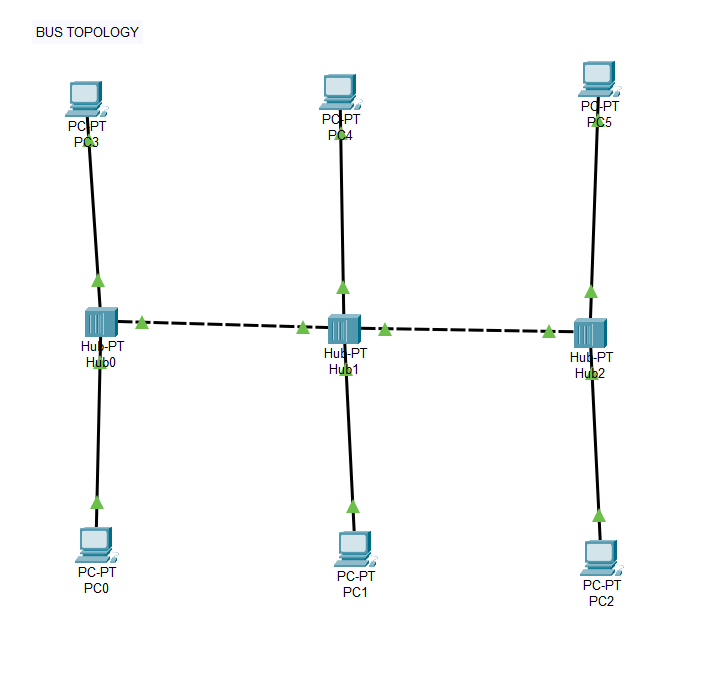 BUS TOPOLOGY
PC-PT
PC3
PC-PT
PC4
PC-PT
PC5
Hub-PT
Hub0
Hub-PT
Hub1
Hub-PT
Hub2
PC-PT
PC0
PC-PT
PC1
PC-PT
PC2